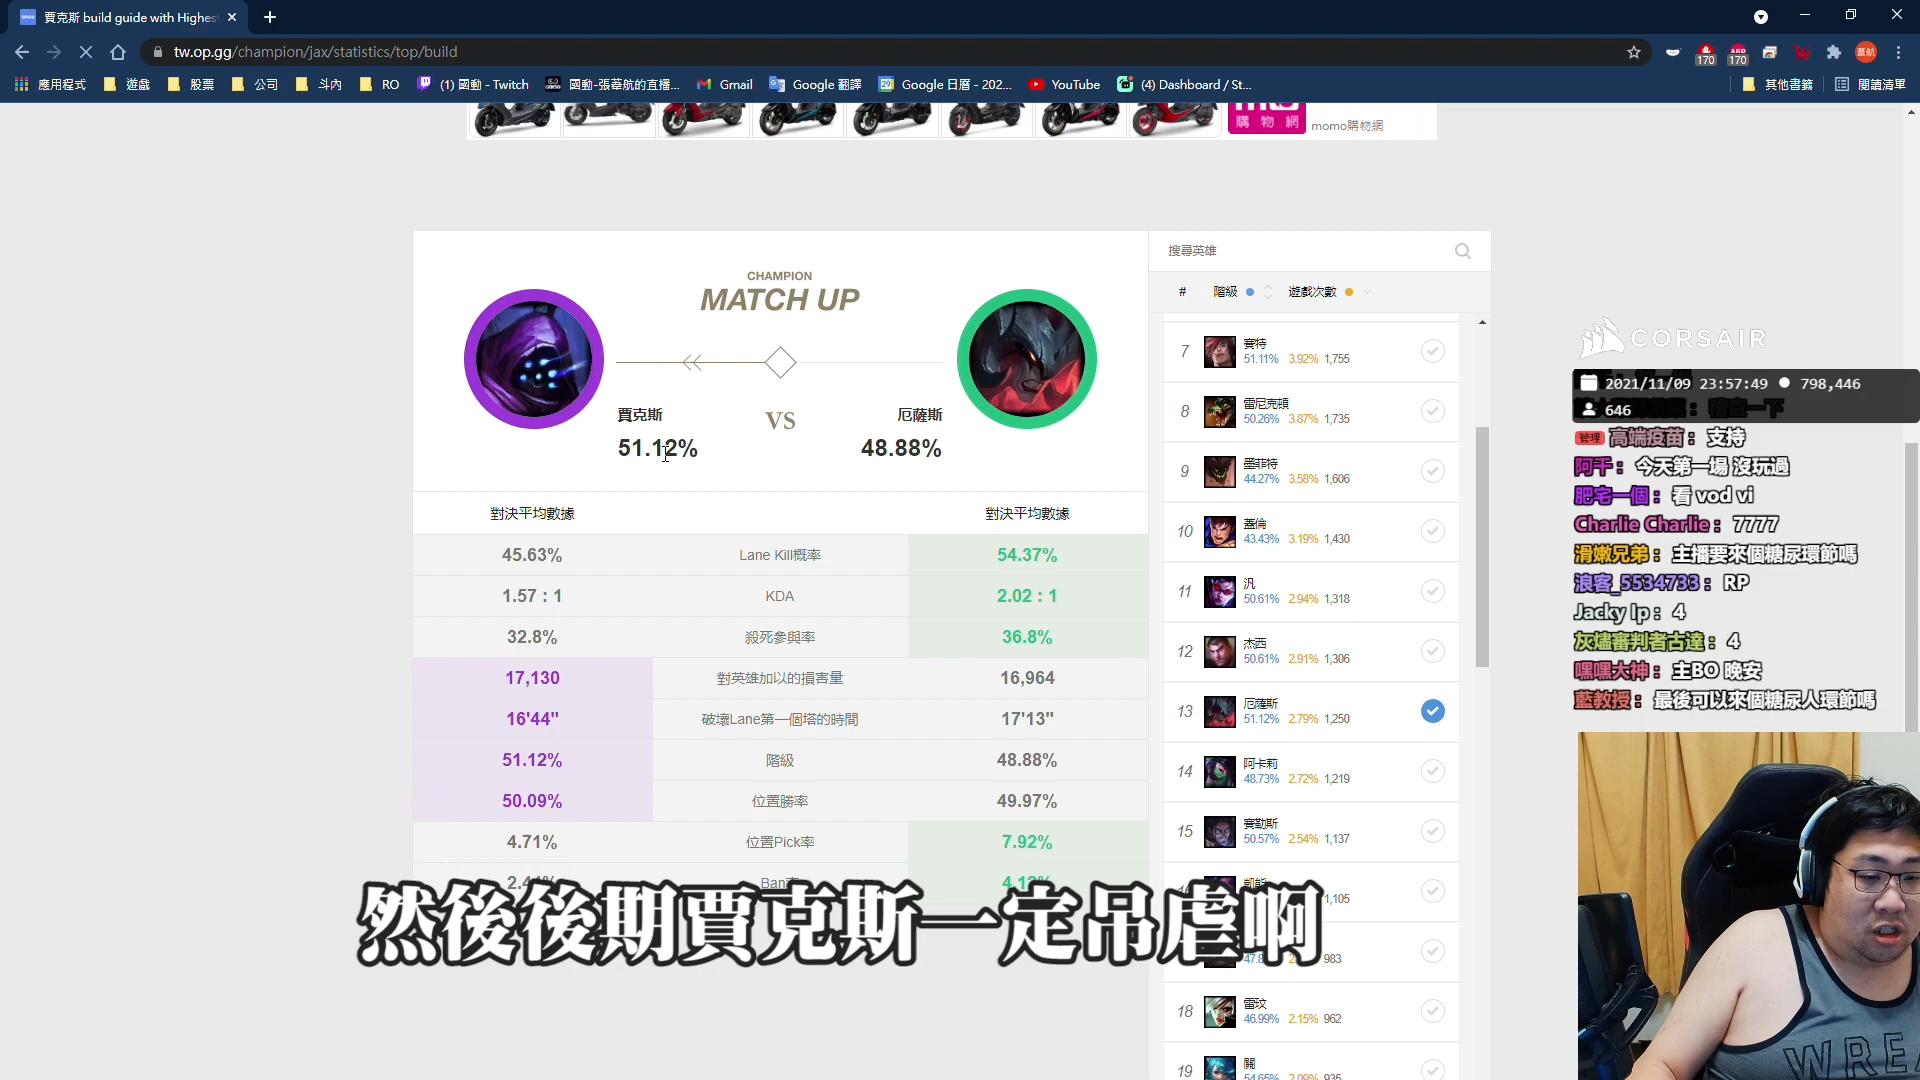 賈克斯 build guide with Highes
tw.op.gg/champion/jax/statistics/top/build
170
170
應用程式
遊戲
股票
公司
斗內
RO
(1) 國動 - Twitch
國動-張葦航的直播...
Gmail
Google 翻譯
Google 日曆 - 202...
YouTube
(4) Dashboard / St...
其他書籤
閱讀清單
購物網
momo購物網
CHAMPION
MATCH UP
賈克斯
VS
厄薩斯
51.12%
48.88%
對決平均數據
對決平均數據
45.63%
Lane Kill概率
54.37%
1.57 : 1
KDA
2.02 : 1
32.8%
殺死參與率
36.8%
17,130
對英雄加以的損害量
16,964
16'44"
破壞Lane第一個塔的時間
17'13"
51.12%
階級
48.88%
50.09%
位置勝率
49.97%
4.71%
位置Pick率
7.92%
搜尋英雄
#
階級
遊戲次數
7
賽特
51.11% 3.92% 1,755
8
雷尼克頓
50.26% 3.87% 1,735
9
墨菲特
44.27% 3.58% 1,606
10
蓋倫
43.43% 3.19% 1,430
11
汎
50.61% 2.94% 1,318
12
杰西
50.61% 2.91% 1,306
13
厄薩斯
51.12% 2.79% 1,250
14
阿卡莉
48.73% 2.72% 1,219
15
賽勒斯
50.57% 2.54% 1,137
1,105
983
18
雷玟
46.99% 2.15% 962
19
關
54.65% 2.09% 935
然後後期賈克斯一定吊虐啊
CORSAIR
2021/11/09 23:57:49 798,446
646
管理 高端疫苗: 支持
阿千: 今天第一場 沒玩過
肥宅一個: 看 vod vi
Charlie Charlie: 7777
滑嫩兄弟: 主播要來個糖尿環節嗎
浪客_5534733: RP
Jacky Ip: 4
灰燼審判者古達: 4
嘿嘿大神: 主BO 晚安
藍教授: 最後可以來個糖尿人環節嗎
WRE